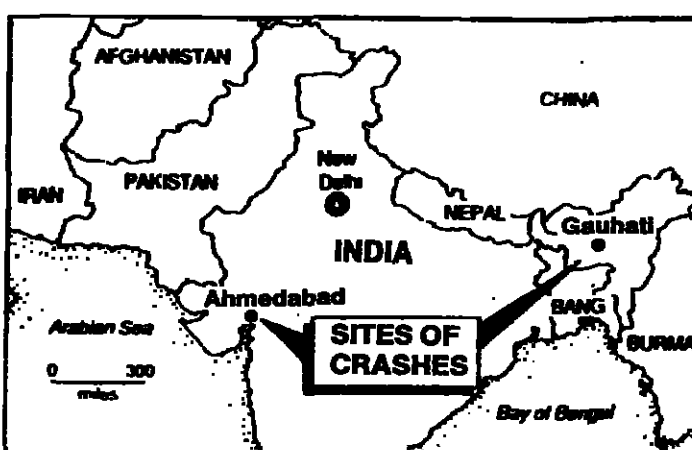 AFGHANISTAN
CHINA
New
Delhi
IRAN
PAKISTAN
NEPAL
Gauhati
INDIA
Ahmedabad
BANG
Arabian Sea
SITES OF
CRASHES
BURMA
0 300
miles
Bay of Bengal